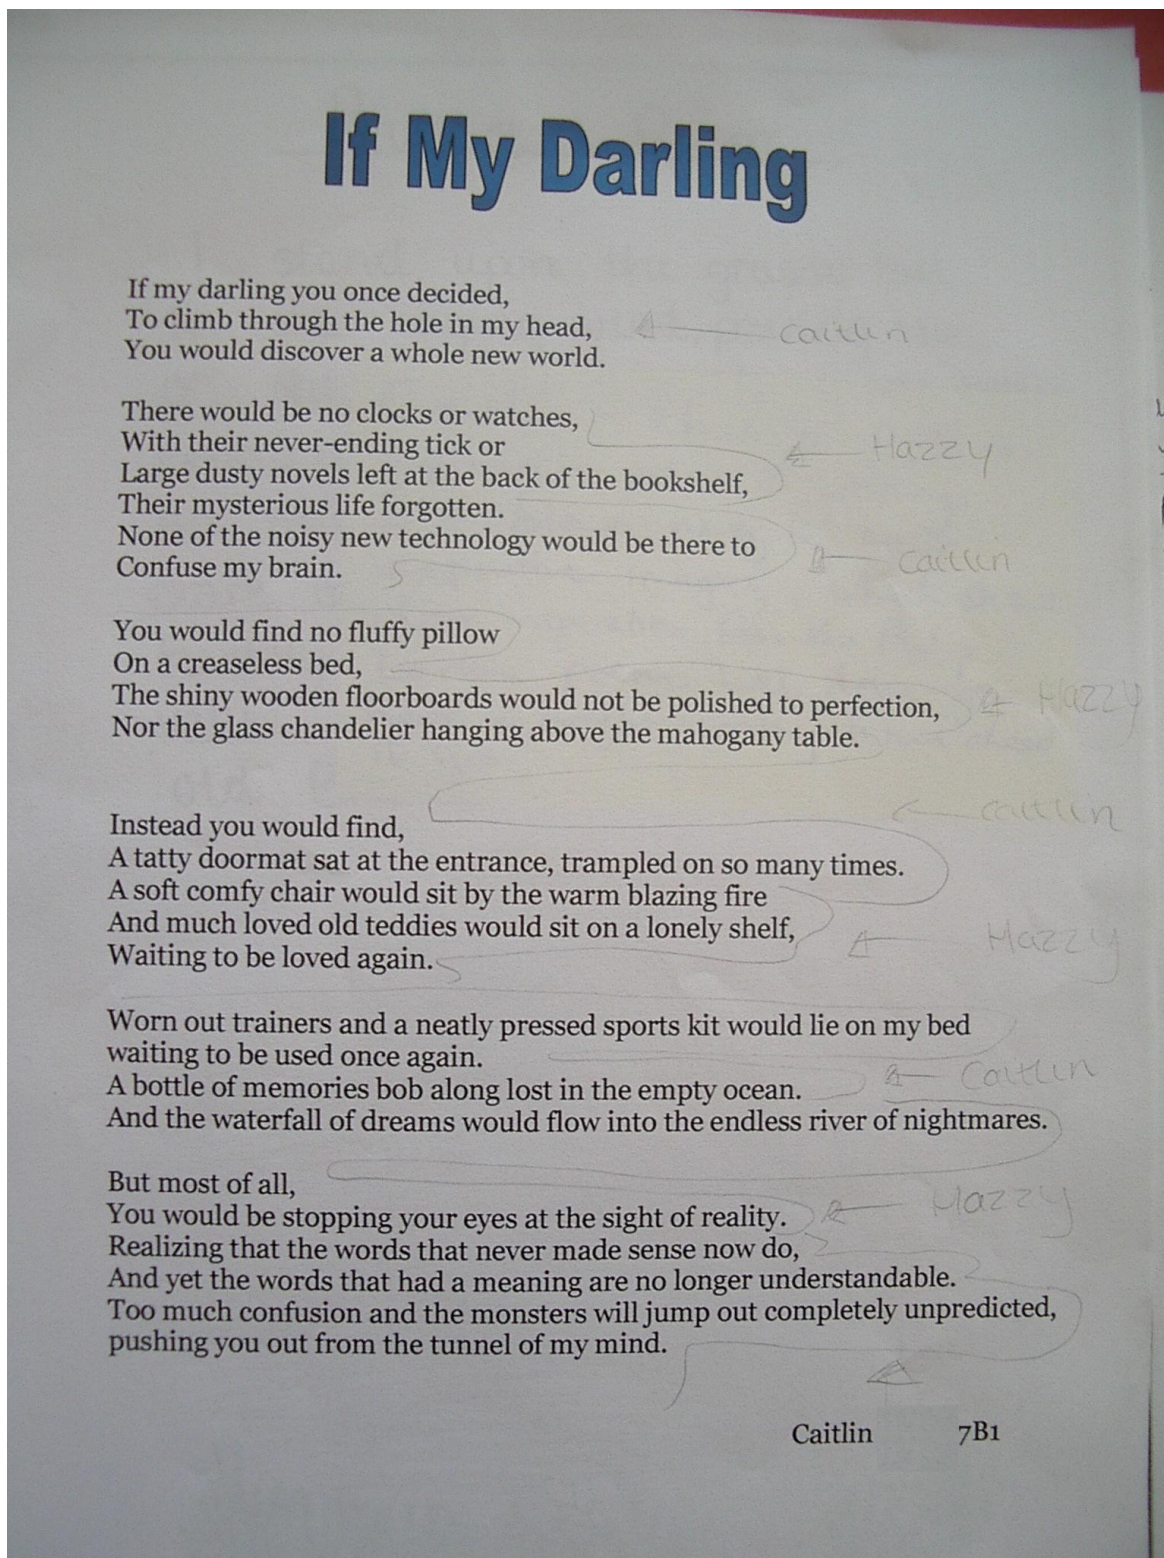 If My Darling
If my darling you once decided,
To climb through the hole in my head,
Caitlin
You would discover a whole new world.
There would be no clocks or watches,
With their never-ending tick or
Hazzy
Large dusty novels left at the back of the bookshelf,
Their mysterious life forgotten.
None of the noisy new technology would be there to
Caitlin
Confuse my brain.
You would find no fluffy pillow
On a creaseless bed,
The shiny wooden floorboards would not be polished to perfection,
Hazzy
Nor the glass chandelier hanging above the mahogany table.
Caitlin
Instead you would find,
A tatty doormat sat at the entrance, trampled on so many times.
A soft comfy chair would sit by the warm blazing fire
And much loved old teddies would sit on a lonely shelf,
Hazzy
Waiting to be loved again.
Worn out trainers and a neatly pressed sports kit would lie on my bed
waiting to be used once again.
Caitlin
A bottle of memories bob along lost in the empty ocean.
And the waterfall of dreams would flow into the endless river of nightmares.
But most of all,
You would be stopping your eyes at the sight of reality.
Hazzy
Realizing that the words that never made sense now do,
And yet the words that had a meaning are no longer understandable.
Too much confusion and the monsters will jump out completely unpredicted,
pushing you out from the tunnel of my mind.
Caitlin 7B1